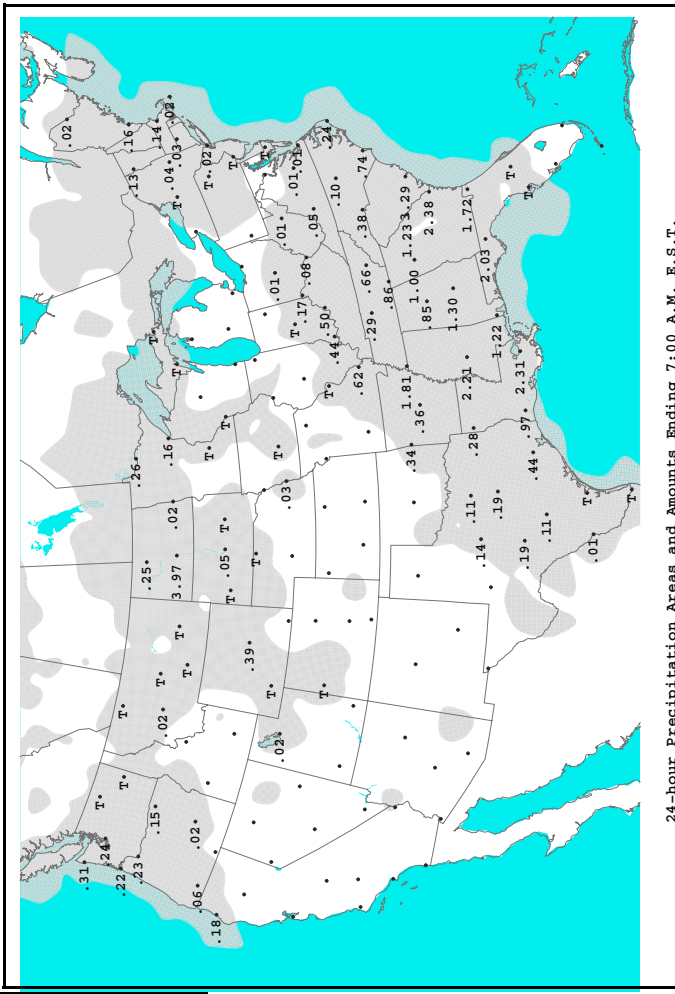 .02
.31
T
.24
.22
T
T
.16
.13
.23
.26
.25
T
.15
.14
T
.02
.16
.04
.02
.02
3.97
T
T
.03
T
T
.02
.06
T
T
.02
.18
.05
T
T
T
T
.39
T
T
T
.01
.02
T
.01
.03
.01
.01
T
.17
.08
.05
T
.50
T
.24
.44
.10
.62
.38
.74
.66
.29
.86
1.81
1.23
3.29
.34
1.00
.36
.85
2.38
1.30
2.21
1.72
.11
.28
.14
2.03
.19
1.22
T
2.31
.19
.97
T
.44
.11
T
.01
T
24-hour Precipitation Areas and Amounts Ending 7:00 A.M. E.S.T.